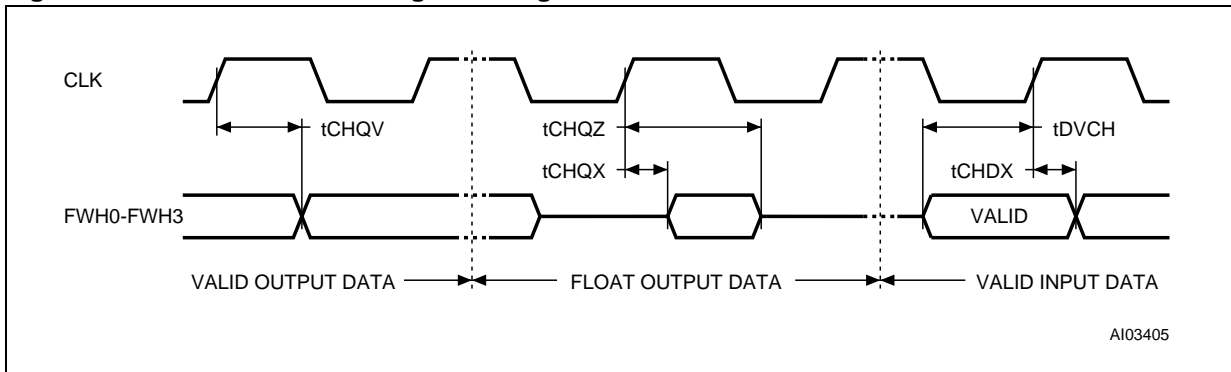 CLK
tCHQV
tCHQZ
tDVCH
tCHQX
tCHDX
FWH0-FWH3
VALID
VALID OUTPUT DATA
FLOAT OUTPUT DATA
VALID INPUT DATA
AI03405